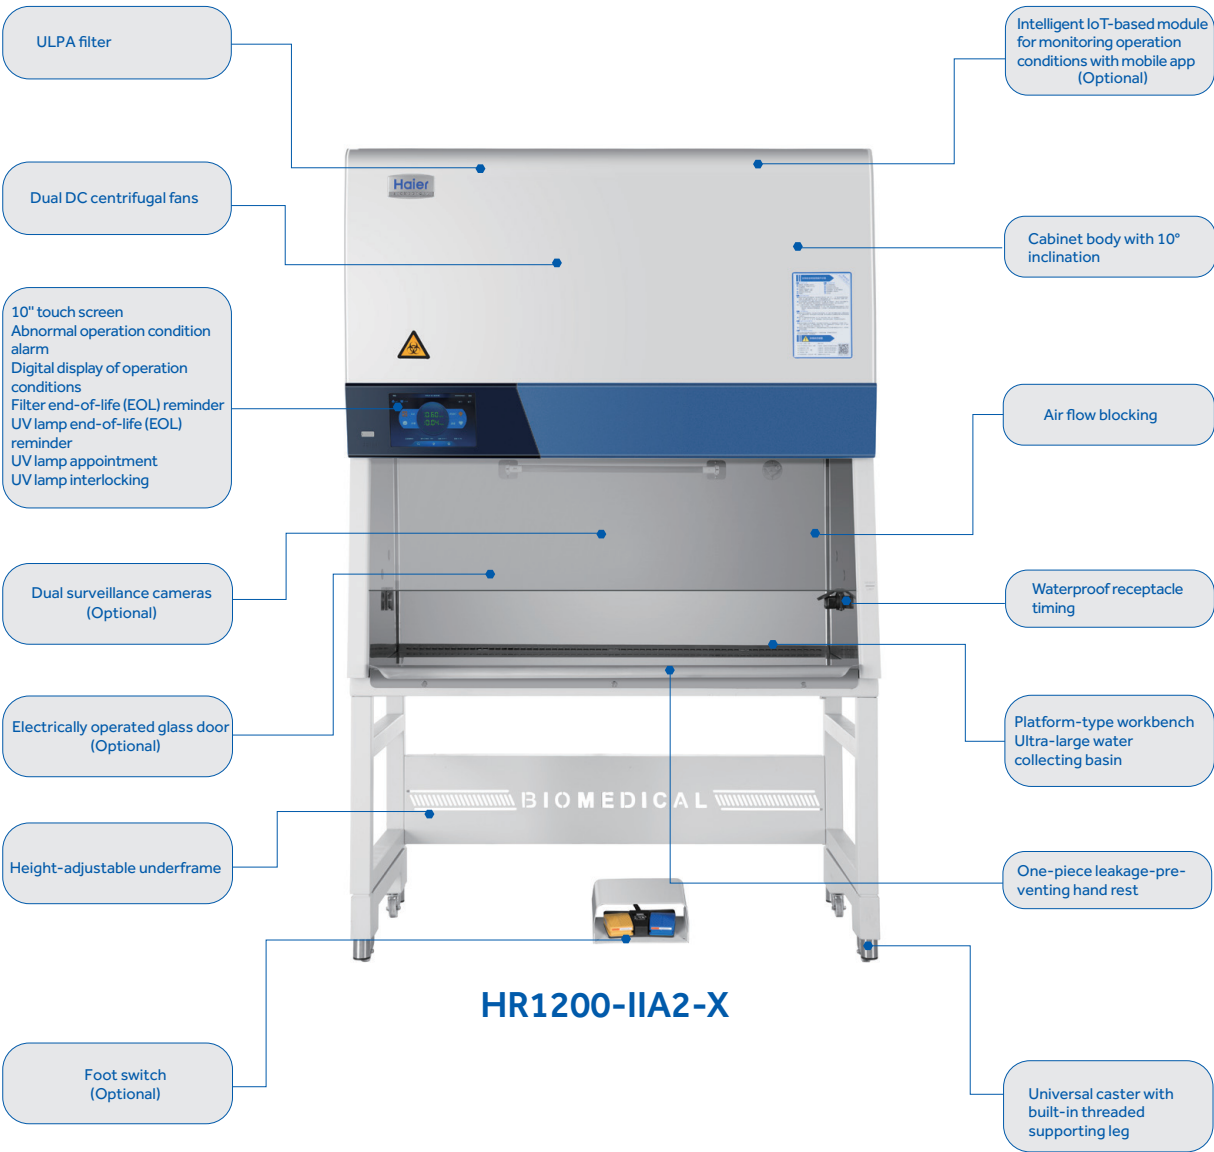 ULPA filter
Intelligent IoT-based module
for monitoring operation
conditions with mobile app
(Optional)
Haier
Dual DC centrifugal fans
Cabinet body with 10°
inclination
10" touch screen
Abnormal operation condition
alarm
Digital display of operation
conditions
Filter end-of-life (EOL) reminder
UV lamp end-of-life (EOL)
reminder
UV lamp appointment
UV lamp interlocking
Air flow blocking
Dual surveillance cameras
(Optional)
Waterproof receptacle
timing
Electrically operated glass door
(Optional)
Platform-type workbench
Ultra-large water
collecting basin
BIOMEDICAL
Height-adjustable underframe
One-piece leakage-pre-
venting hand rest
HR1200-IIA2-X
Foot switch
(Optional)
Universal caster with
built-in threaded
supporting leg